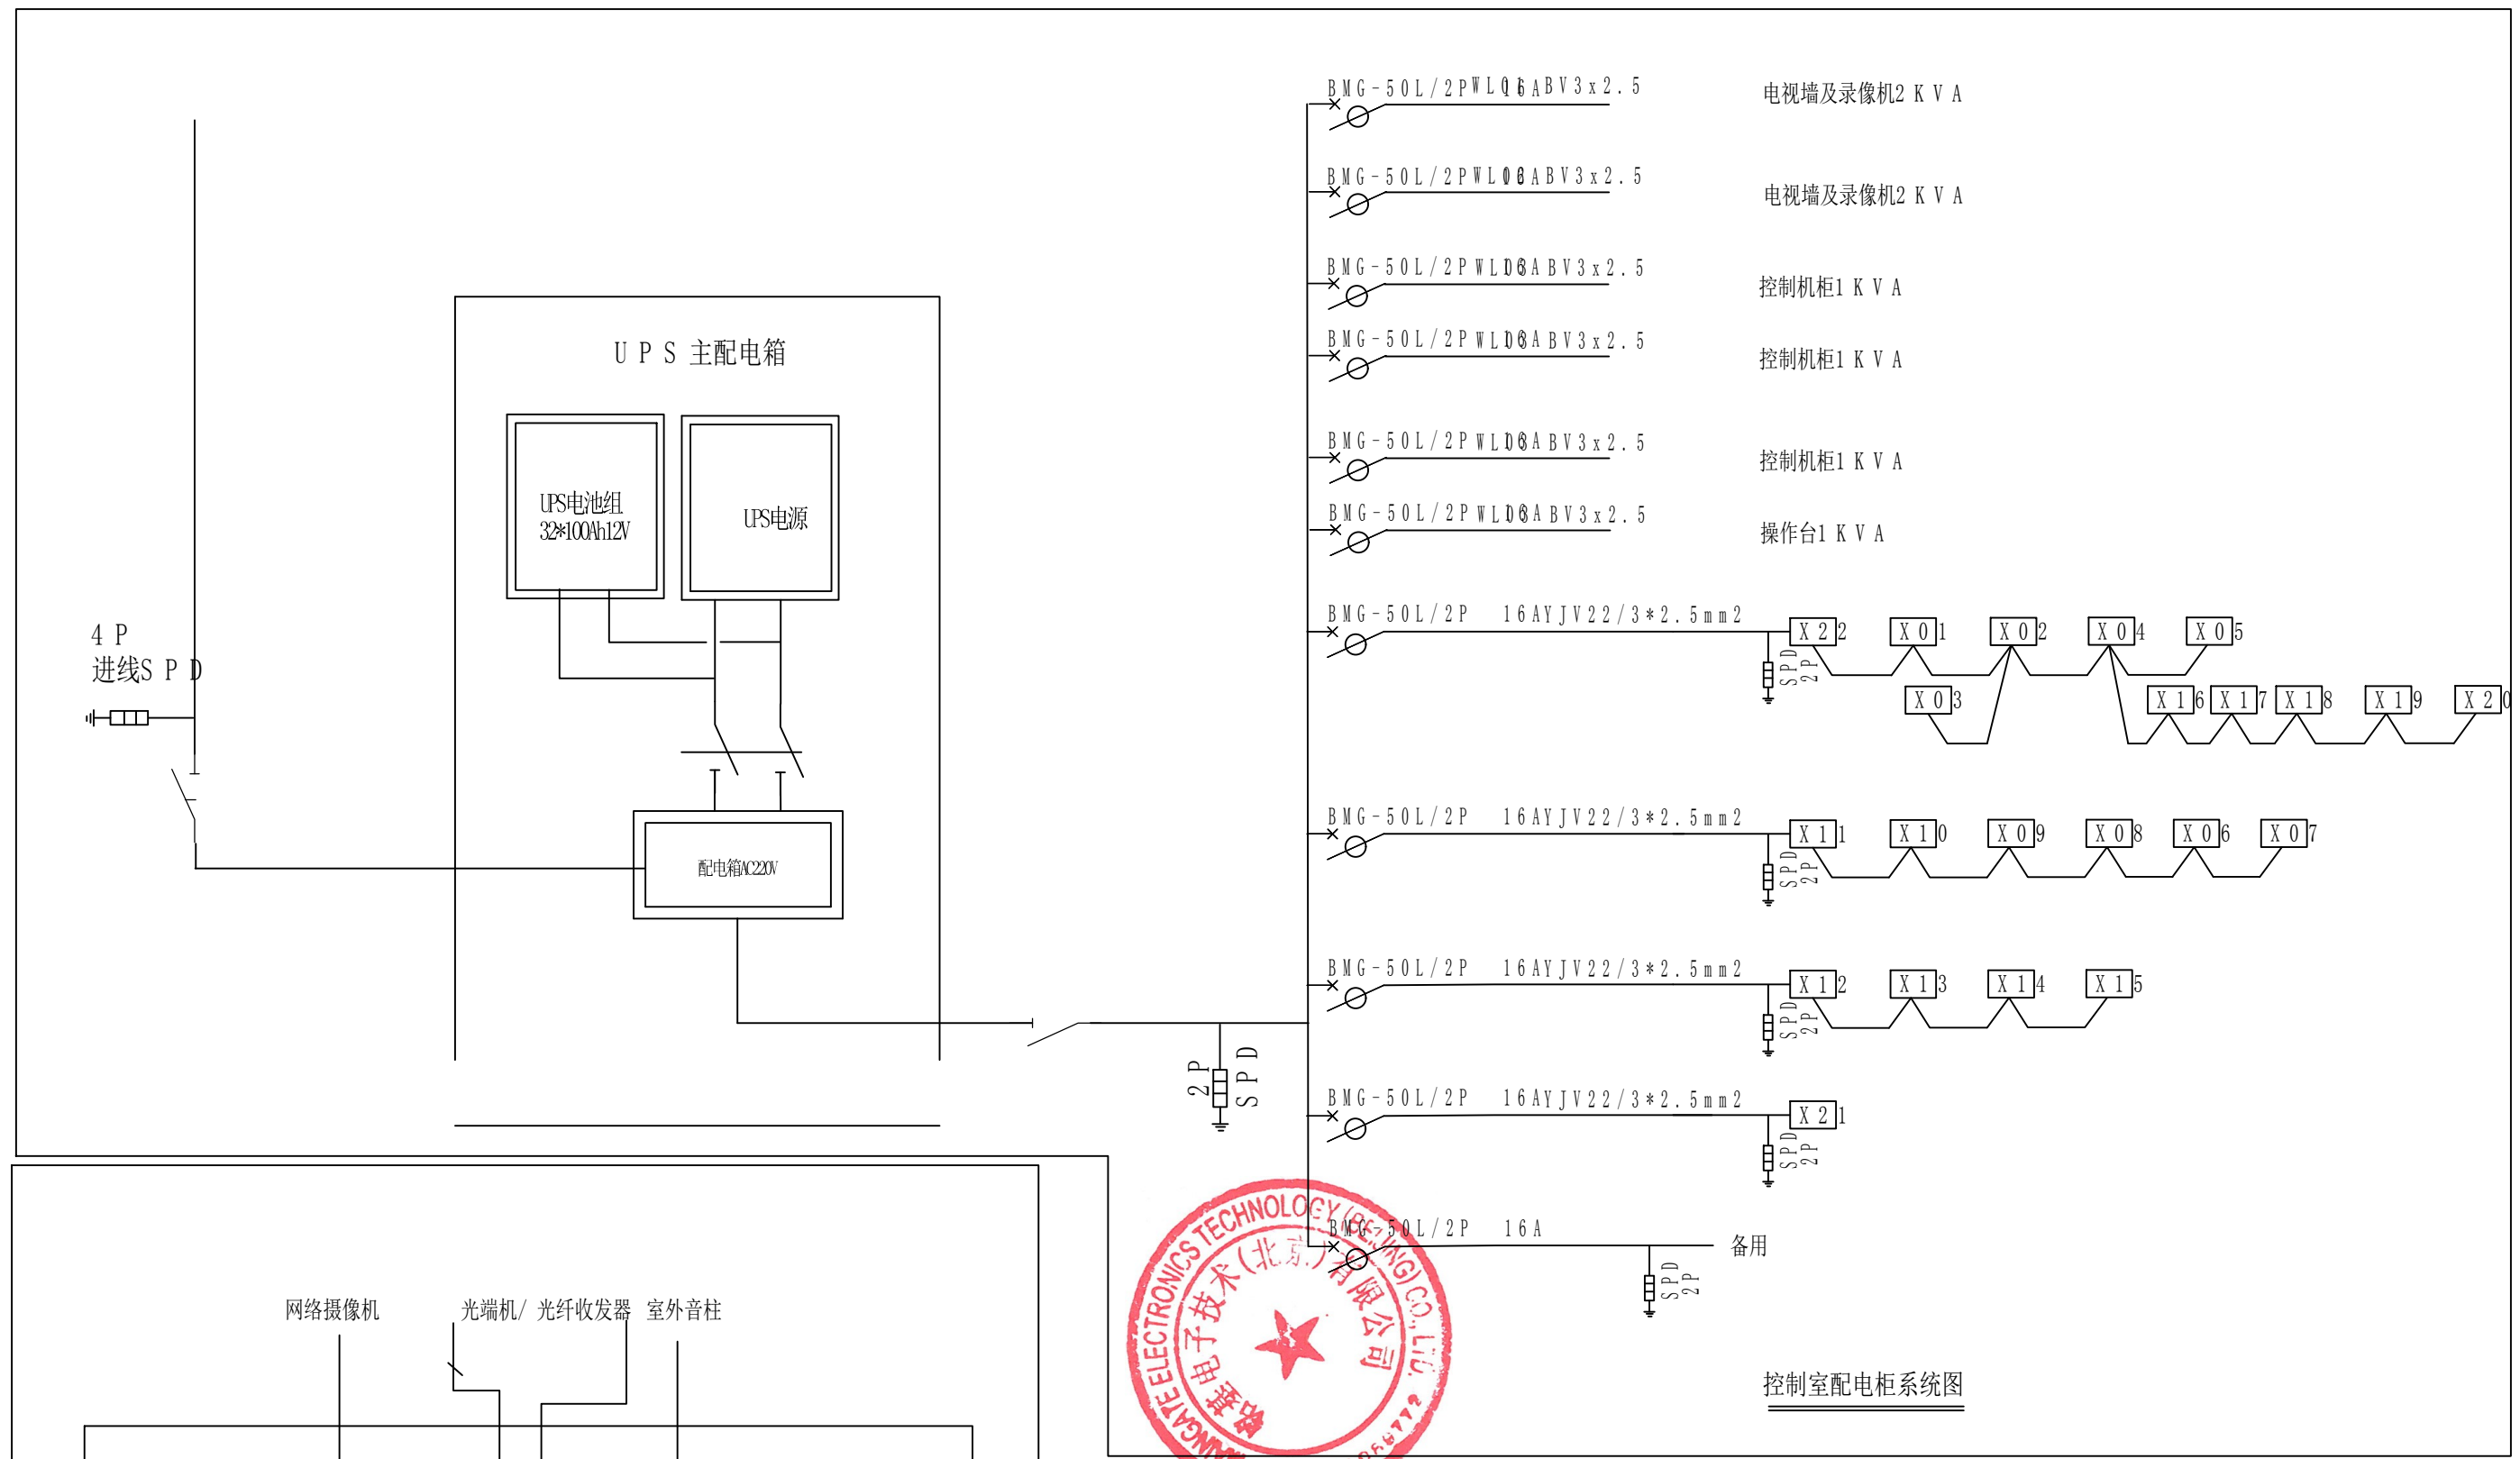 BMG-50L/2P 16A WL01 BV3x2.5 电视墙及录像机2KVA
BMG-50L/2P 16A WL02 BV3x2.5 电视墙及录像机2KVA
BMG-50L/2P 16A WL03 BV3x2.5 控制机柜1KVA
BMG-50L/2P 16A WL03 BV3x2.5 控制机柜1KVA
BMG-50L/2P 16A WL03 BV3x2.5 控制机柜1KVA
BMG-50L/2P 16A WL03 BV3x2.5 操作台1KVA
UPS主配电箱
UPS电池组
32*100Ah12V
UPS电源
4P
进线SPD
配电箱AC220V
2P
SPD
BMG-50L/2P 16AYJV22/3*2.5mm2
SPD
2P
X22 X01 X02 X04 X05
X03 X16 X17 X18 X19 X20
BMG-50L/2P 16AYJV22/3*2.5mm2
SPD
2P
X11 X10 X09 X08 X06 X07
BMG-50L/2P 16AYJV22/3*2.5mm2
SPD
2P
X12 X13 X14 X15
BMG-50L/2P 16AYJV22/3*2.5mm2
SPD
2P
X21
BMG-50L/2P 16A
备用
SPD
2P
控制室配电柜系统图
网络摄像机 光端机/光纤收发器 室外音柱
GATE ELECTRONICS TECHNOLOGY (BEIJING) CO., LTD.
基电子技术(北京)有限公司